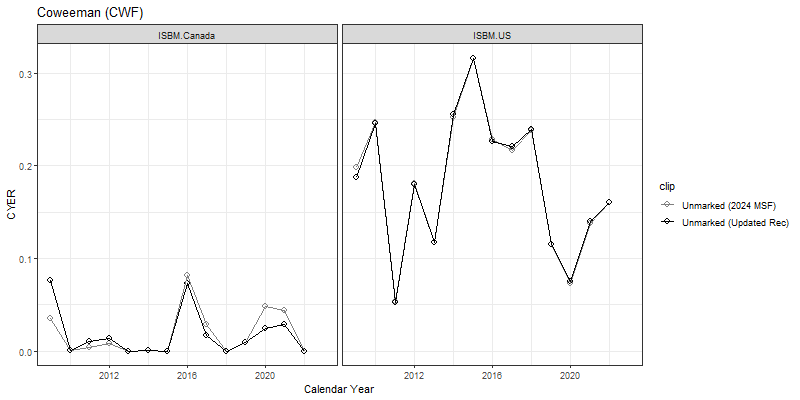 Coweeman (CWF)
ISBM.Canada
ISBM.US
0.3
0.2
0.1
0.0
CYER
2012
2016
2020
2012
2016
2020
Calendar Year
clip
Unmarked (2024 MSF)
Unmarked (Updated Rec)